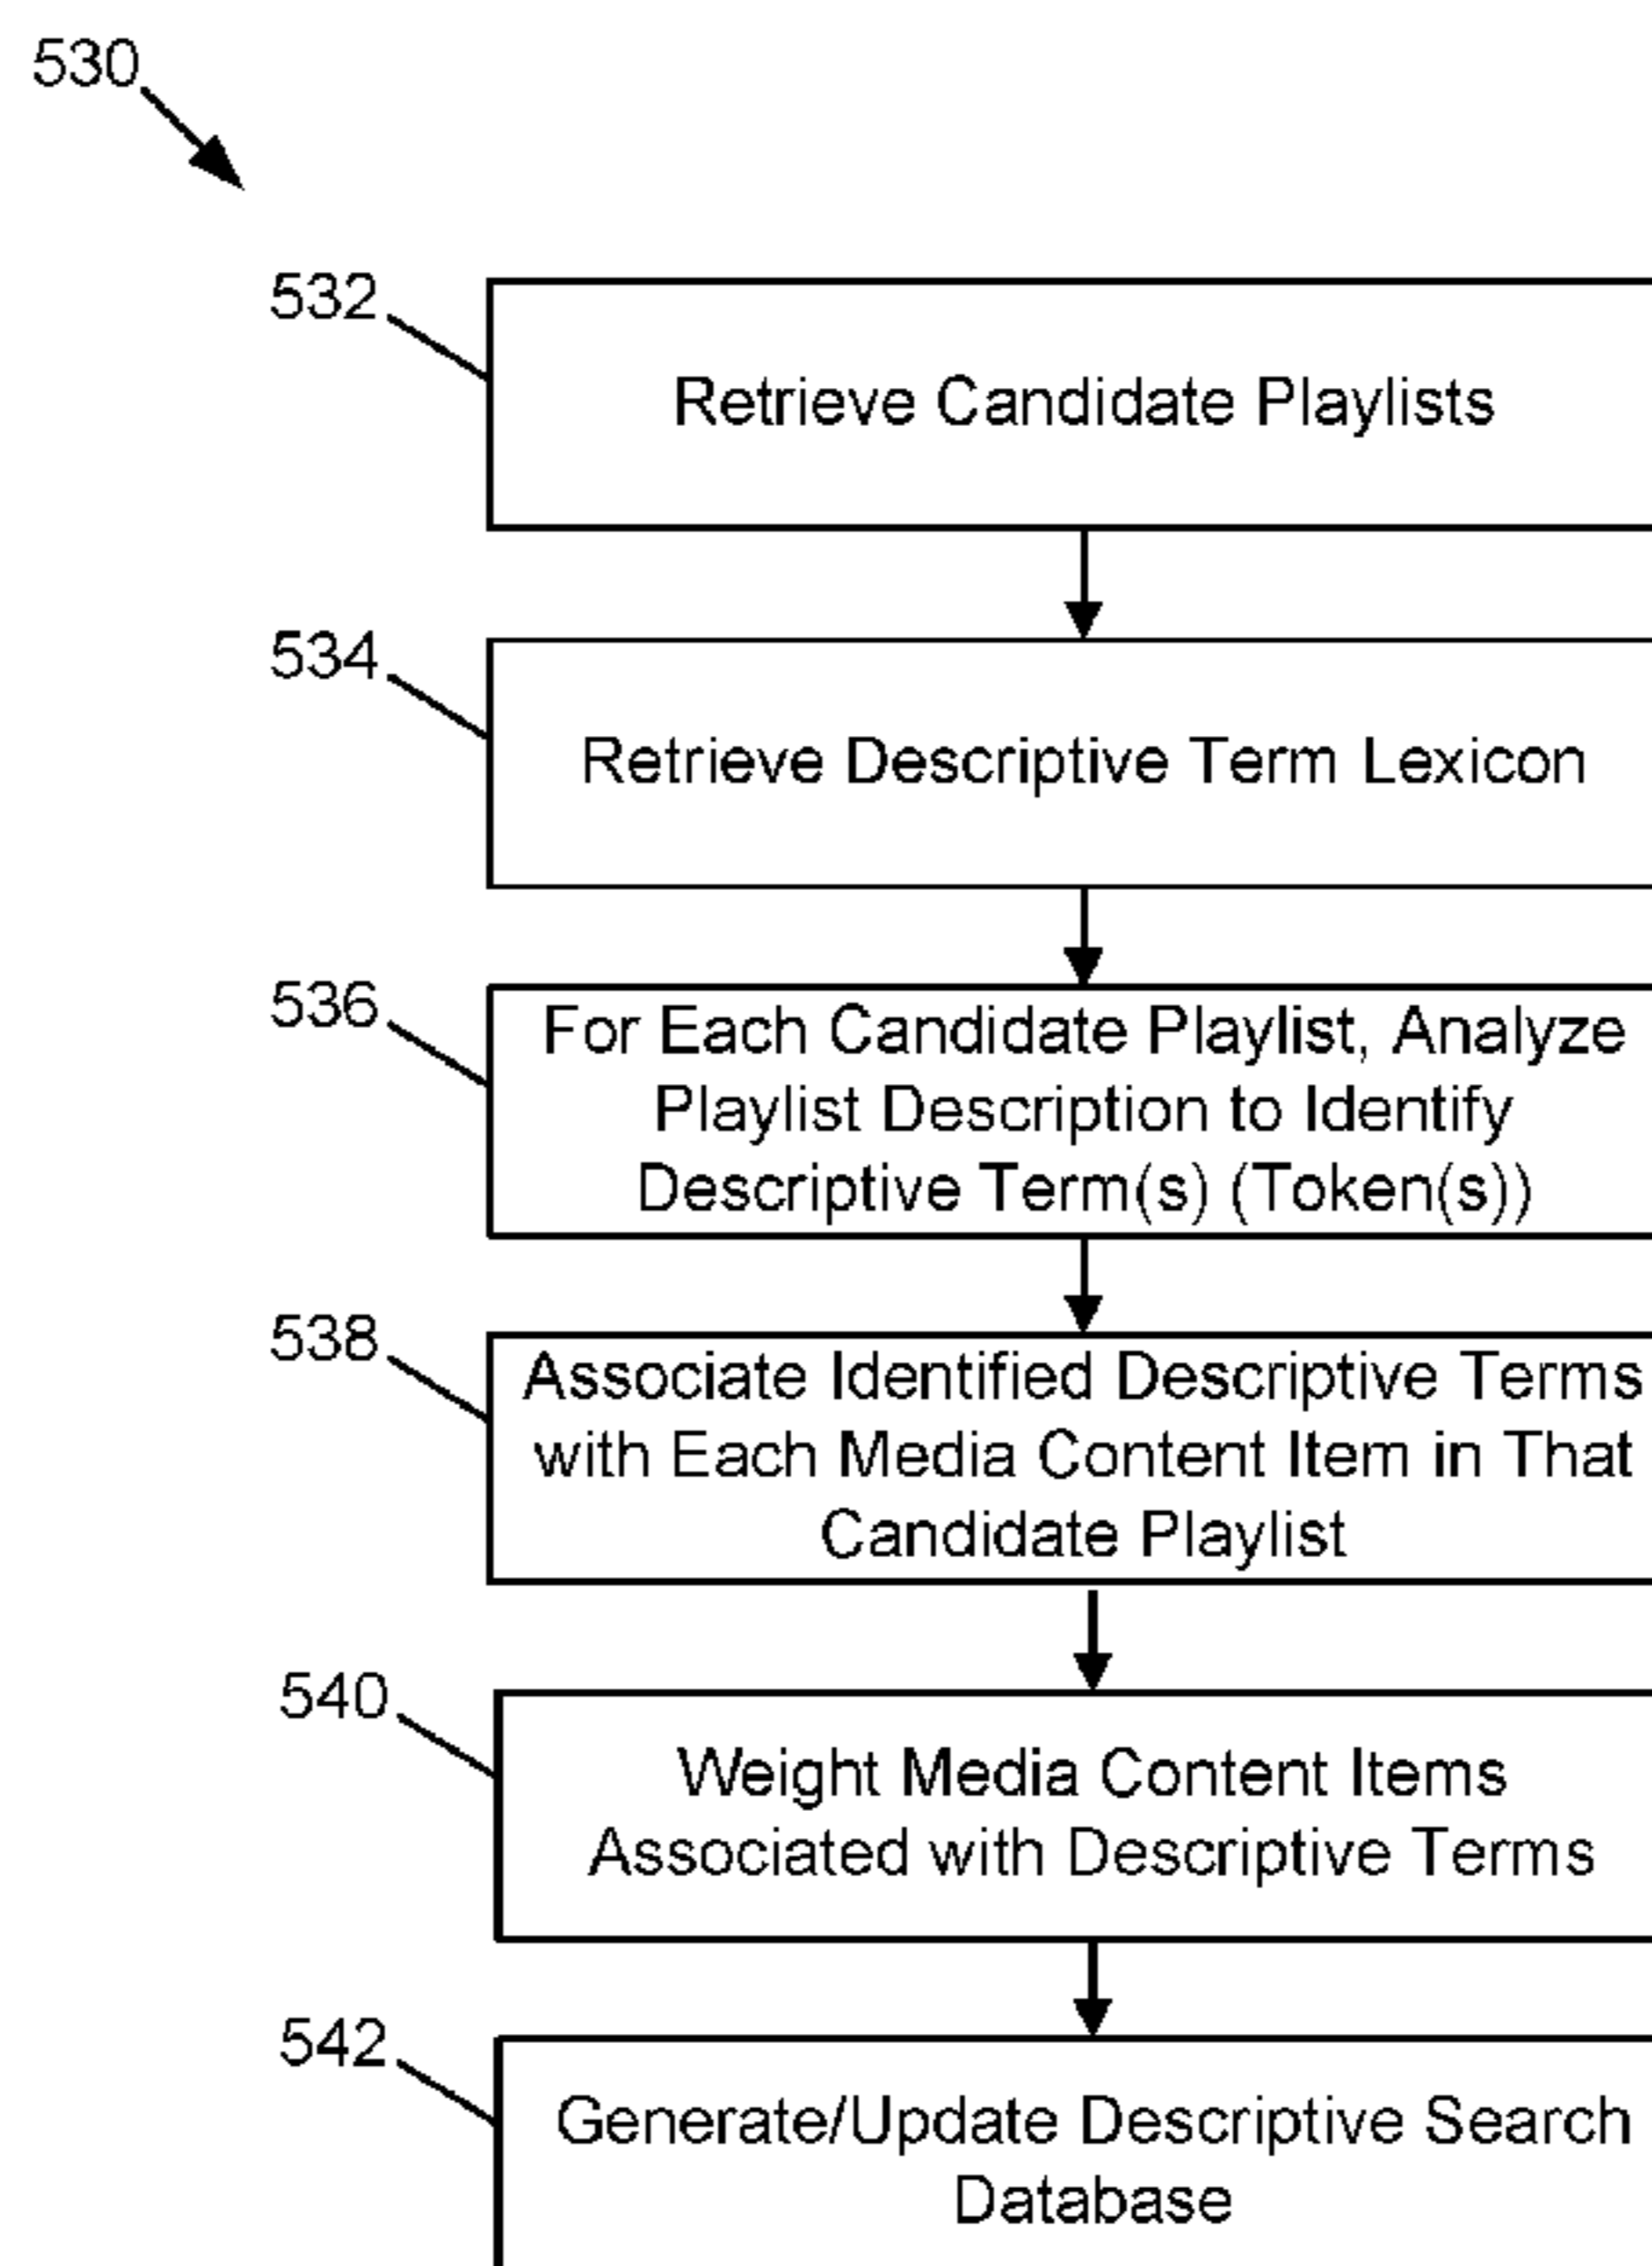 530
532
Retrieve Candidate Playlists
534
Retrieve Descriptive Term Lexicon
536
For Each Candidate Playlist, Analyze
Playlist Description to Identify
Descriptive Term(s) (Token(s))
538
Associate Identified Descriptive Terms
with Each Media Content Item in That
Candidate Playlist
540
Weight Media Content Items
Associated with Descriptive Terms
542
Generate/Update Descriptive Search
Database